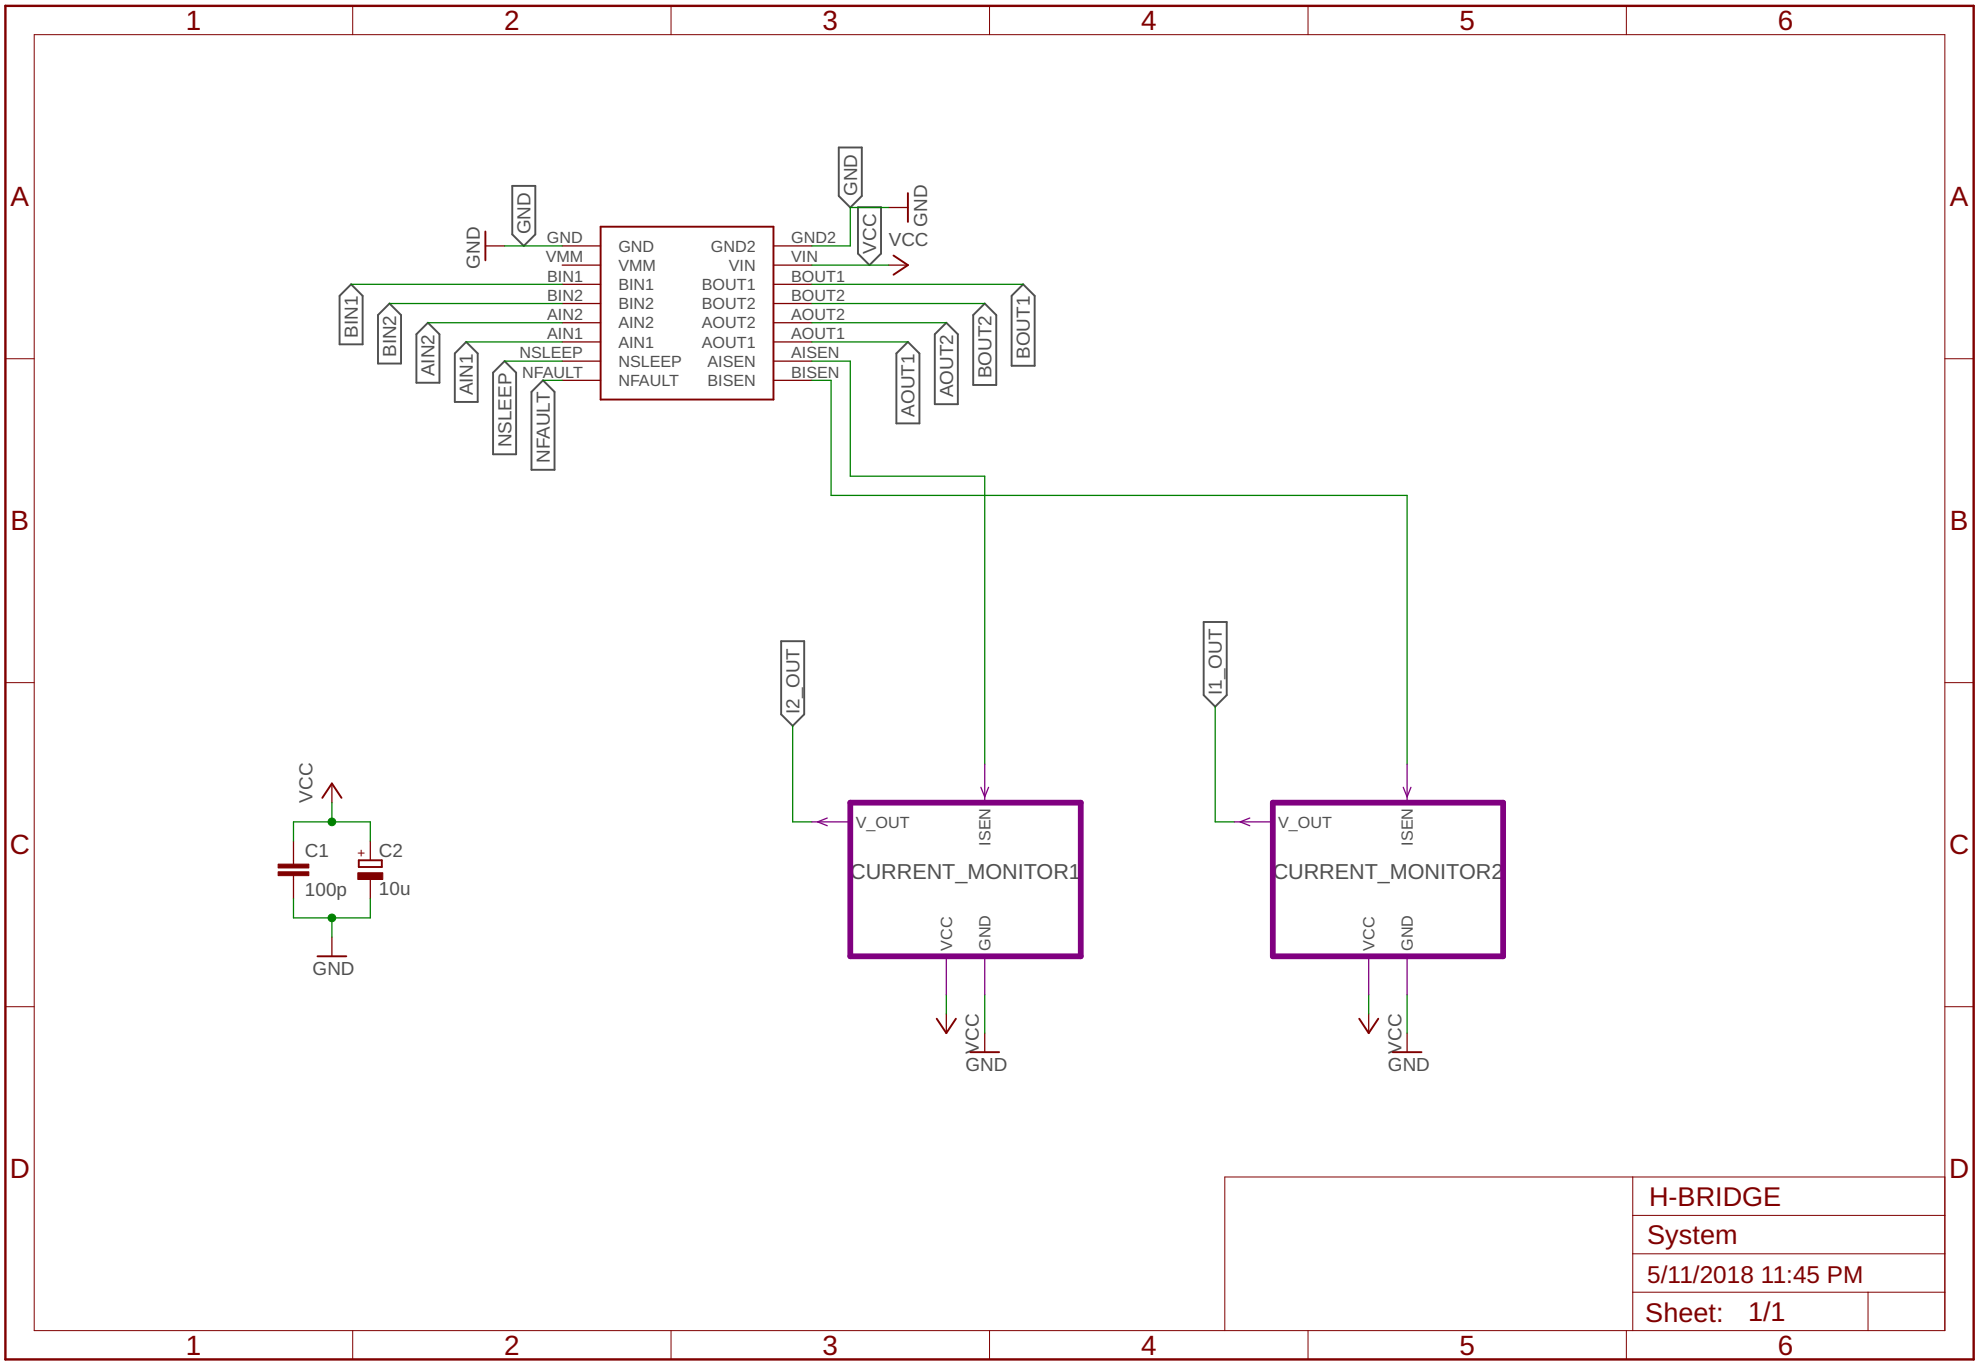 1 2 3 4 5 6
A A
B B
C C
D D
GND
GND
GND
GND
VCC
VCC
GND
VMM
BIN1
BIN2
AIN2
AIN1
NSLEEP
NFAULT
GND GND2
VMM VIN
BIN1 BOUT1
BIN2 BOUT2
AIN2 AOUT2
AIN1 AOUT1
NSLEEP AISEN
NFAULT BISEN
GND2
VIN
BOUT1
BOUT2
AOUT2
AOUT1
AISEN
BISEN
BIN1
BIN2
AIN2
AIN1
NSLEEP
NFAULT
AOUT1
AOUT2
BOUT2
BOUT1
I2_OUT
I1_OUT
VCC
C1
100p
+
C2
10u
GND
V_OUT
ISEN
CURRENT_MONITOR1
VCC
GND
VCC
GND
V_OUT
ISEN
CURRENT_MONITOR2
VCC
GND
VCC
GND
H-BRIDGE
System
5/11/2018 11:45 PM
Sheet: 1/1
1 2 3 4 5 6